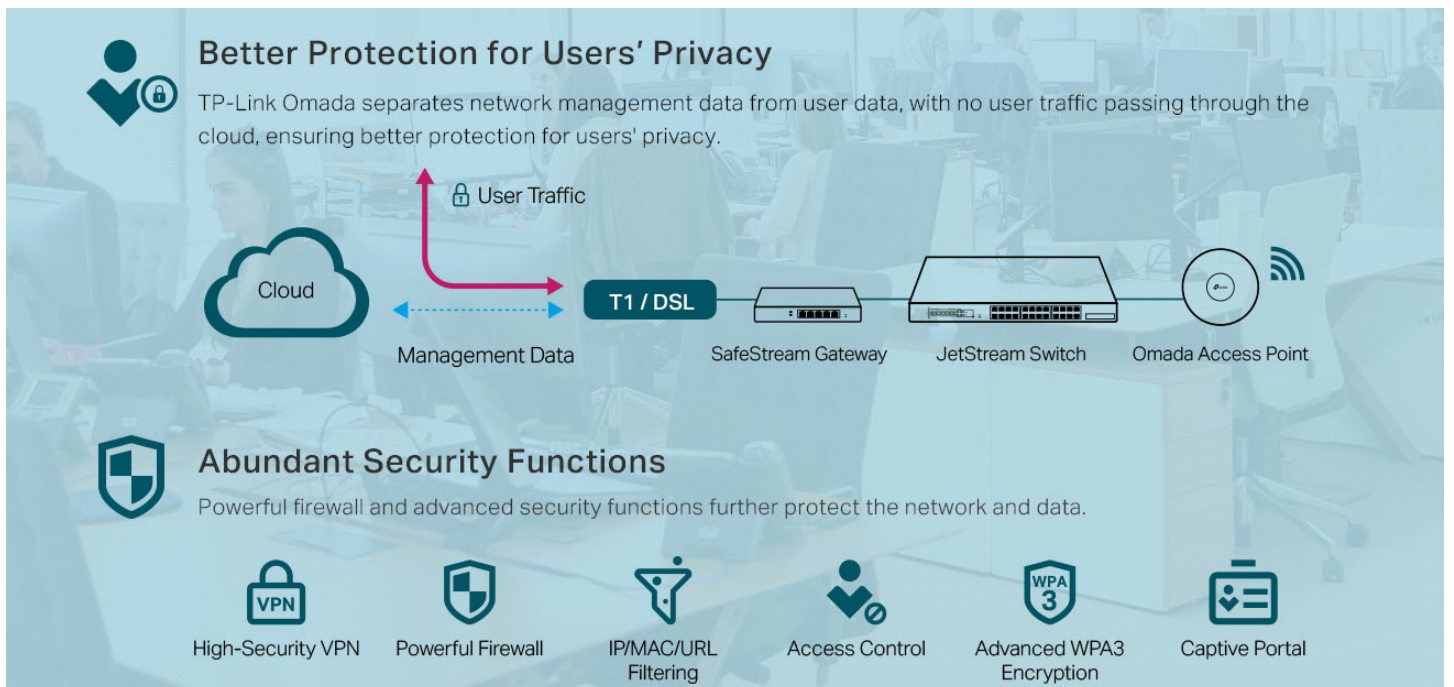 Better Protection for Users' Privacy
TP-Link Omada separates network management data from user data, with no user traffic passing through the
cloud, ensuring better protection for users' privacy.
User Traffic
Cloud
T1 / DSL
Management Data
SafeStream Gateway
JetStream Switch
Omada Access Point
Abundant Security Functions
Powerful firewall and advanced security functions further protect the network and data.
VPN
WPA
3
High-Security VPN
Powerful Firewall
IP/MAC/URL
Filtering
Access Control
Advanced WPA3
Encryption
Captive Portal